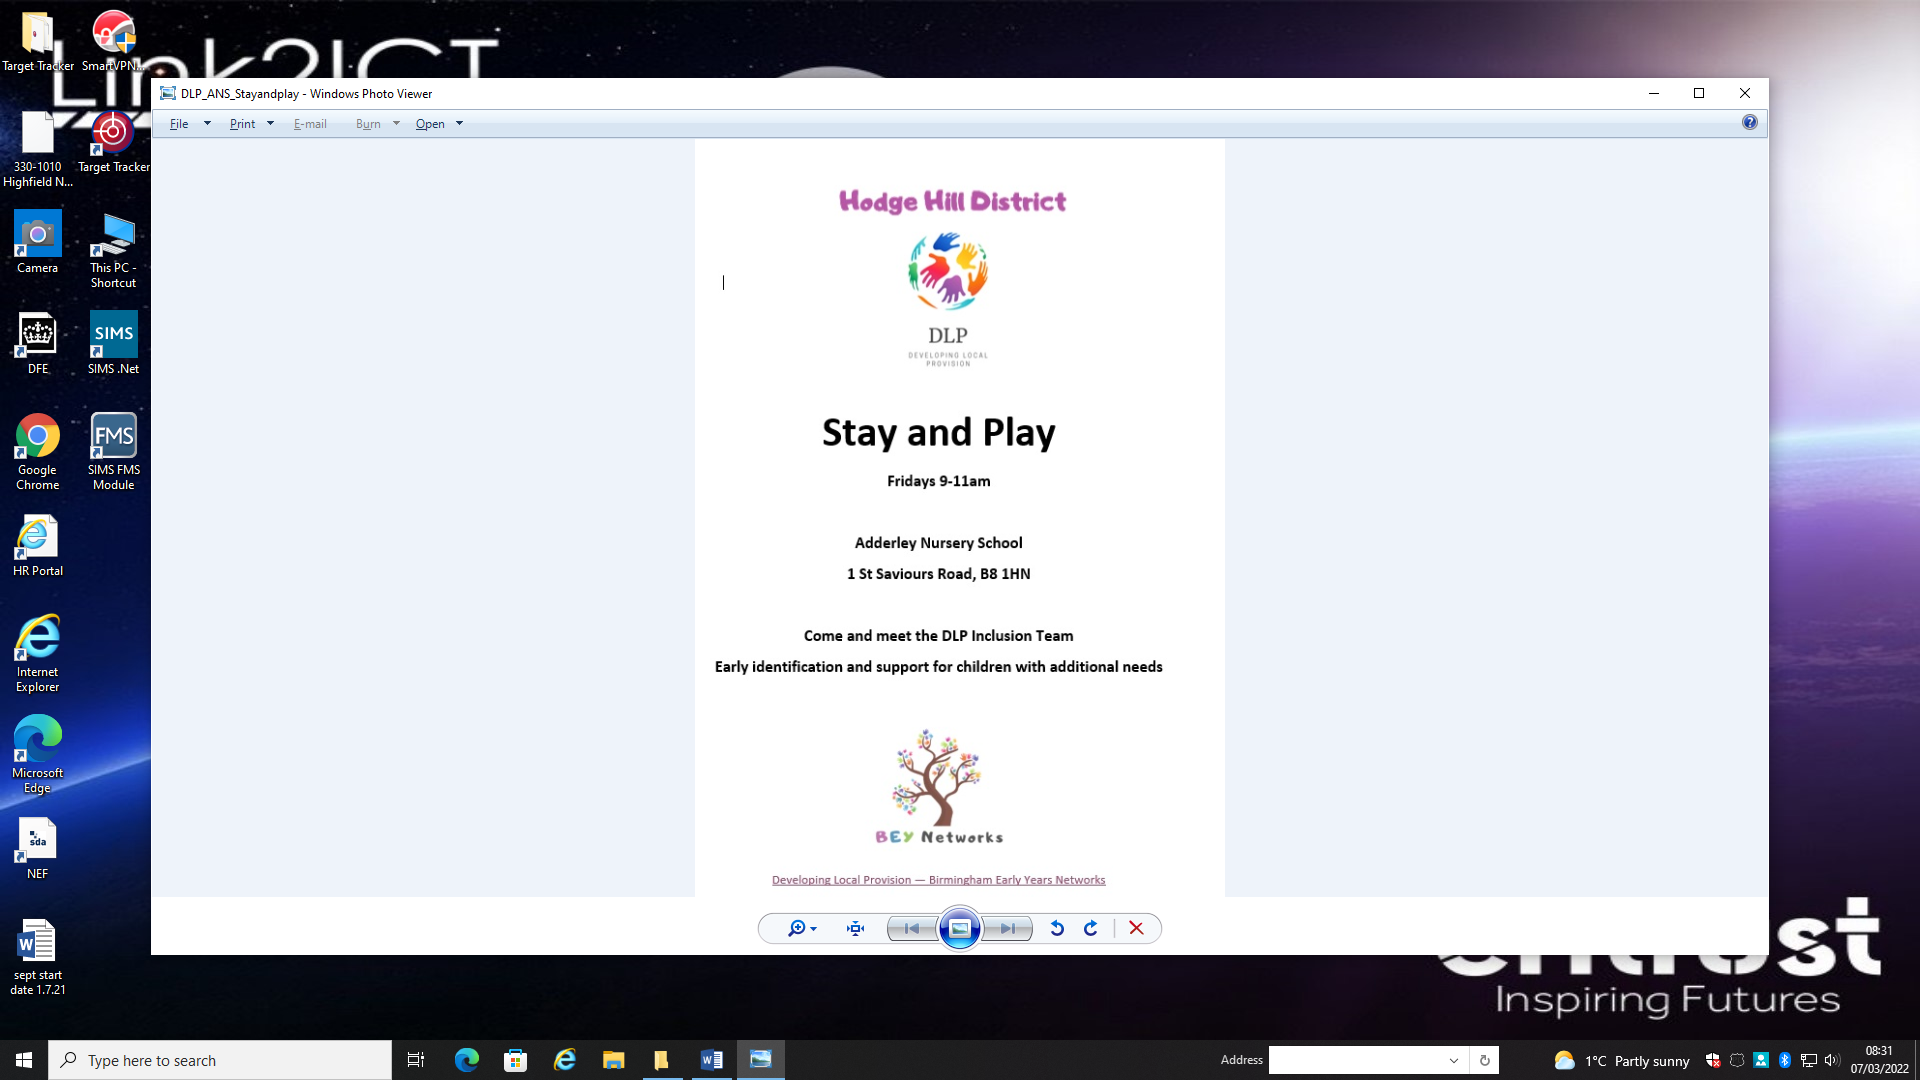 Link2ICT
Target Tracker
SmartVPN...
330-1010
Highfield N...
Target Tracker
Camera
This PC -
Shortcut
DFE
SIMS
SIMS .Net
Google
Chrome
FMS
SIMS FMS
Module
HR Portal
Internet
Explorer
Microsoft
Edge
sda
NEF
W
sept start
date 1.7.21
DLP_ANS_Stayandplay - Windows Photo Viewer
File
Print
E-mail
Burn
Open
Hodge Hill District
DLP
DEVELOPING LOCAL
PROVISION
Stay and Play
Fridays 9-11am
Adderley Nursery School
1 St Saviours Road, B8 1HN
Come and meet the DLP Inclusion Team
Early identification and support for children with additional needs
BEY Networks
Developing Local Provision — Birmingham Early Years Networks
Inspiring Futures
Type here to search
Address
1°C Partly sunny
08:31
07/03/2022